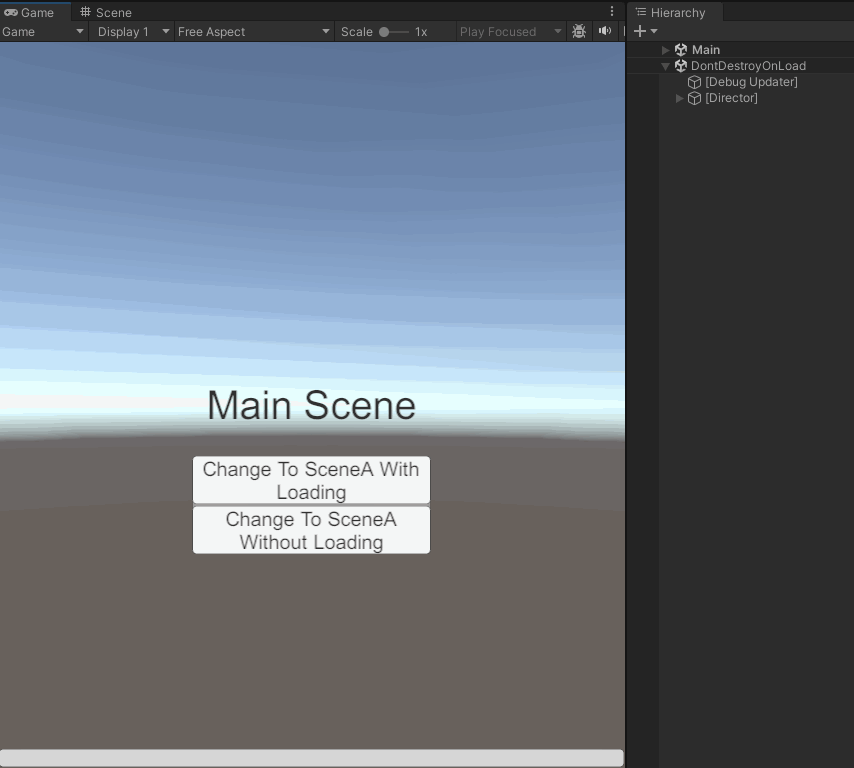 Game
Scene
Hierarchy
Game
Display 1
Free Aspect
Scale
1x
Play Focused
Main
DontDestroyOnLoad
[Debug Updater]
[Director]
Main Scene
Change To SceneA With
Loading
Change To SceneA
Without Loading